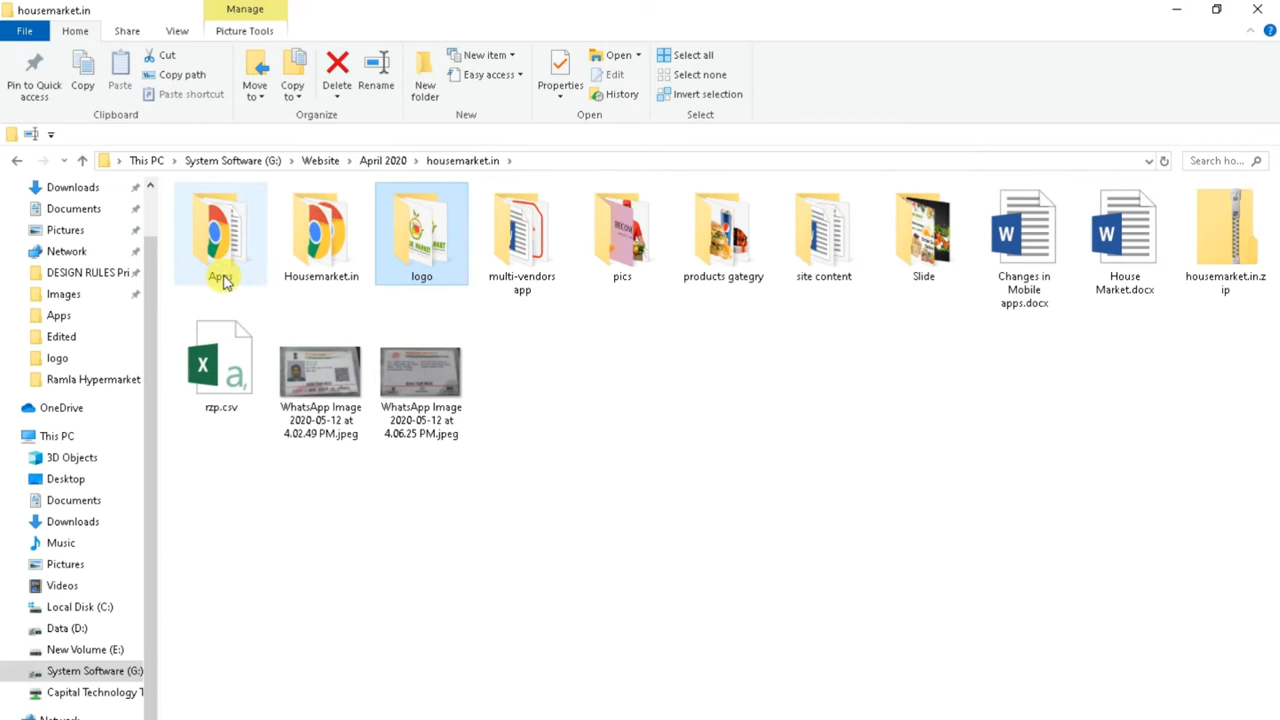 housemarket.in
Manage
File
Home
Share
View
Picture Tools
Pin to Quick
access
Copy
Paste
Cut
Copy path
Paste shortcut
Clipboard
Move
to
Copy
to
Delete
Rename
Organize
New
folder
New item
Easy access
New
Properties
Open
Edit
History
Open
Select all
Select none
Invert selection
Select
This PC
System Software (G:)
Website
April 2020
housemarket.in
Search ho...
Downloads
Documents
Pictures
Network
DESIGN RULES Pri
Images
Apps
Edited
logo
Ramla Hypermarket
OneDrive
This PC
3D Objects
Desktop
Documents
Downloads
Music
Pictures
Videos
Local Disk (C:)
Data (D:)
New Volume (E:)
System Software (G:)
Capital Technology T
Network
Apps
Housemarket.in
logo
multi-vendors
app
pics
products gategry
site content
Slide
Changes in
Mobile
apps.docx
House
Market.docx
housemarket.in.z
ip
rzp.csv
WhatsApp Image
2020-05-12 at
4.02.49 PM.jpeg
WhatsApp Image
2020-05-12 at
4.06.25 PM.jpeg